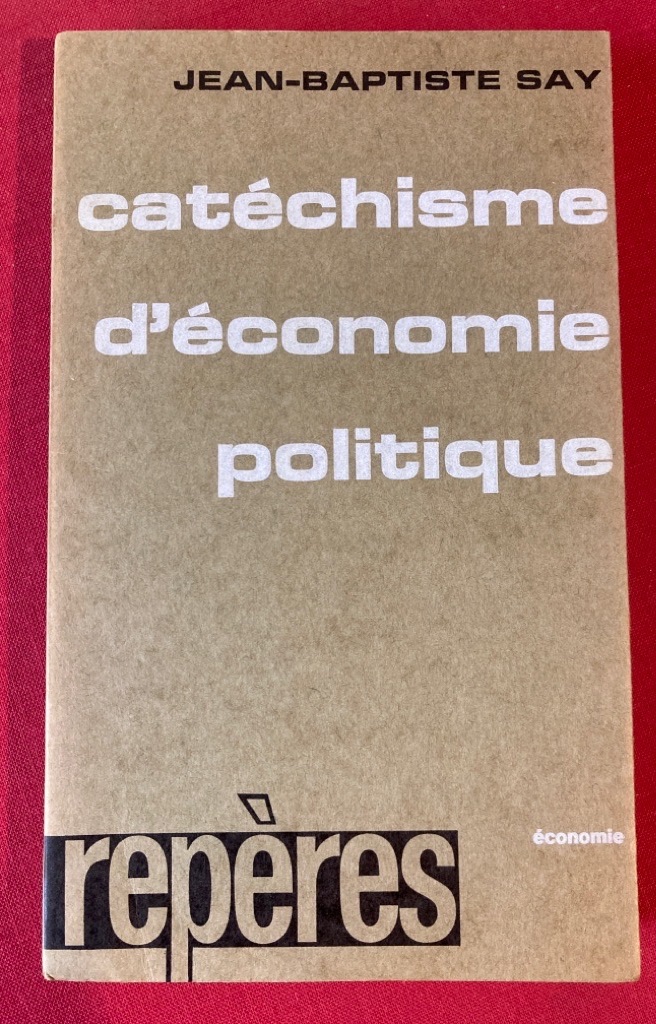 JEAN-BAPTISTE SAY
catéchisme
d'économie
politique
économie
repères